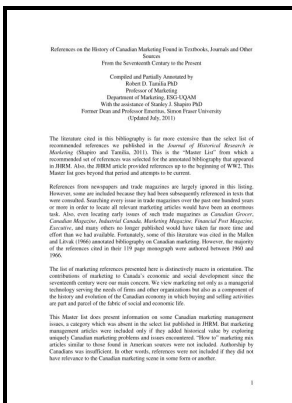 References on the History of Canadian Marketing Found in Textbooks, Journals and Other
Sources
From the Seventeenth Century to the Present
Compiled and Partially Annotated by
Robert D. Tamilia PhD
Professor of Marketing
Department of Marketing, ESG-UQAM
With the assistance of Stanley J. Shapiro PhD
Former Dean and Professor Emeritus, Simon Fraser University
(Updated July, 2011)
The literature cited in this bibliography is far more extensive than the select list of
recommended references we published in the Journal of Historical Research in
Marketing (Shapiro and Tamilia, 2011). This is the "Master List" from which a
recommended set of references was selected for the annotated bibliography that appeared
in JHRM. Also, the JHRM article provided references up to the beginning of WW2. This
Master list goes beyond that period and attempts to be current.
References from newspapers and trade magazines are largely ignored in this listing.
However, some are included because they had been subsequently referenced in texts that
were consulted. Searching every issue in trade magazines over the past one hundred years
or more in order to locate all relevant marketing articles would have been an enormous
task. Also, even locating early issues of such trade magazines as Canadian Grocer,
Canadian Magazine, Industrial Canada, Marketing Magazine, Financial Post Magazine,
Executive, and many others no longer published would have taken far more time and
effort than we had available. Fortunately, some of this literature was cited in the Mallen
and Litvak (1966) annotated bibliography on Canadian marketing. However, the majority
of the references cited in their 119 page monograph were authored between 1960 and
1966.
The list of marketing references presented here is distinctively macro in orientation. The
contributions of marketing to Canada's economic and social development since the
seventeenth century were our main concern. We view marketing not only as a managerial
technology serving the needs of firms and other organizations but also as a component of
the history and evolution of the Canadian economy in which buying and selling activities
are part and parcel of the fabric of social and economic life.
This Master List does present information on some Canadian marketing management
issues, a category which was absent in the select list published in JHRM. But marketing
management articles were included only if they added historical value by exploring
uniquely Canadian marketing problems and issues encountered. "How to" marketing mix
articles similar to those found in American sources were not included. Authorship by
Canadians was insufficient. In other words, references were not included if they did not
have relevance to the Canadian marketing scene in some form or another.
1